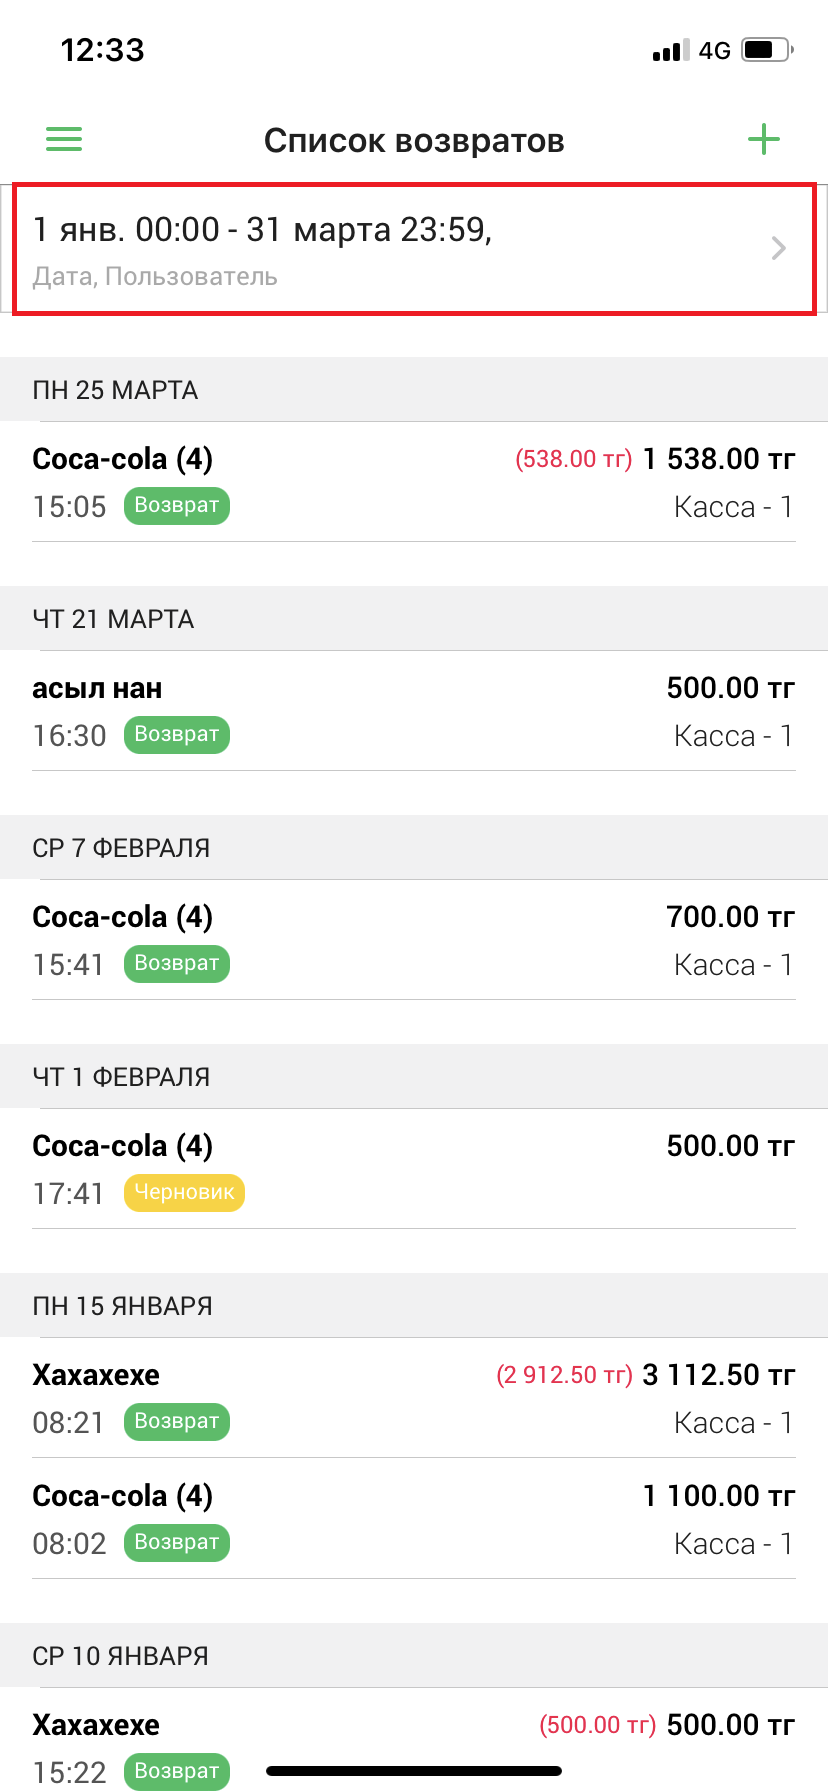 12:33 4G
Список возвратов
1 янв. 00:00 - 31 марта 23:59,
Дата, Пользователь
ПН 25 МАРТА
Coca-cola (4) (538.00 тг) 1 538.00 тг
15:05 Возврат Касса - 1
ЧТ 21 МАРТА
асыл нан 500.00 тг
16:30 Возврат Касса - 1
СР 7 ФЕВРАЛЯ
Coca-cola (4) 700.00 тг
15:41 Возврат Касса - 1
ЧТ 1 ФЕВРАЛЯ
Coca-cola (4) 500.00 тг
17:41 Черновик
ПН 15 ЯНВАРЯ
Хахахехе (2 912.50 тг) 3 112.50 тг
08:21 Возврат Касса - 1
Coca-cola (4) 1 100.00 тг
08:02 Возврат Касса - 1
СР 10 ЯНВАРЯ
Хахахехе (500.00 тг) 500.00 тг
15:22 Возврат